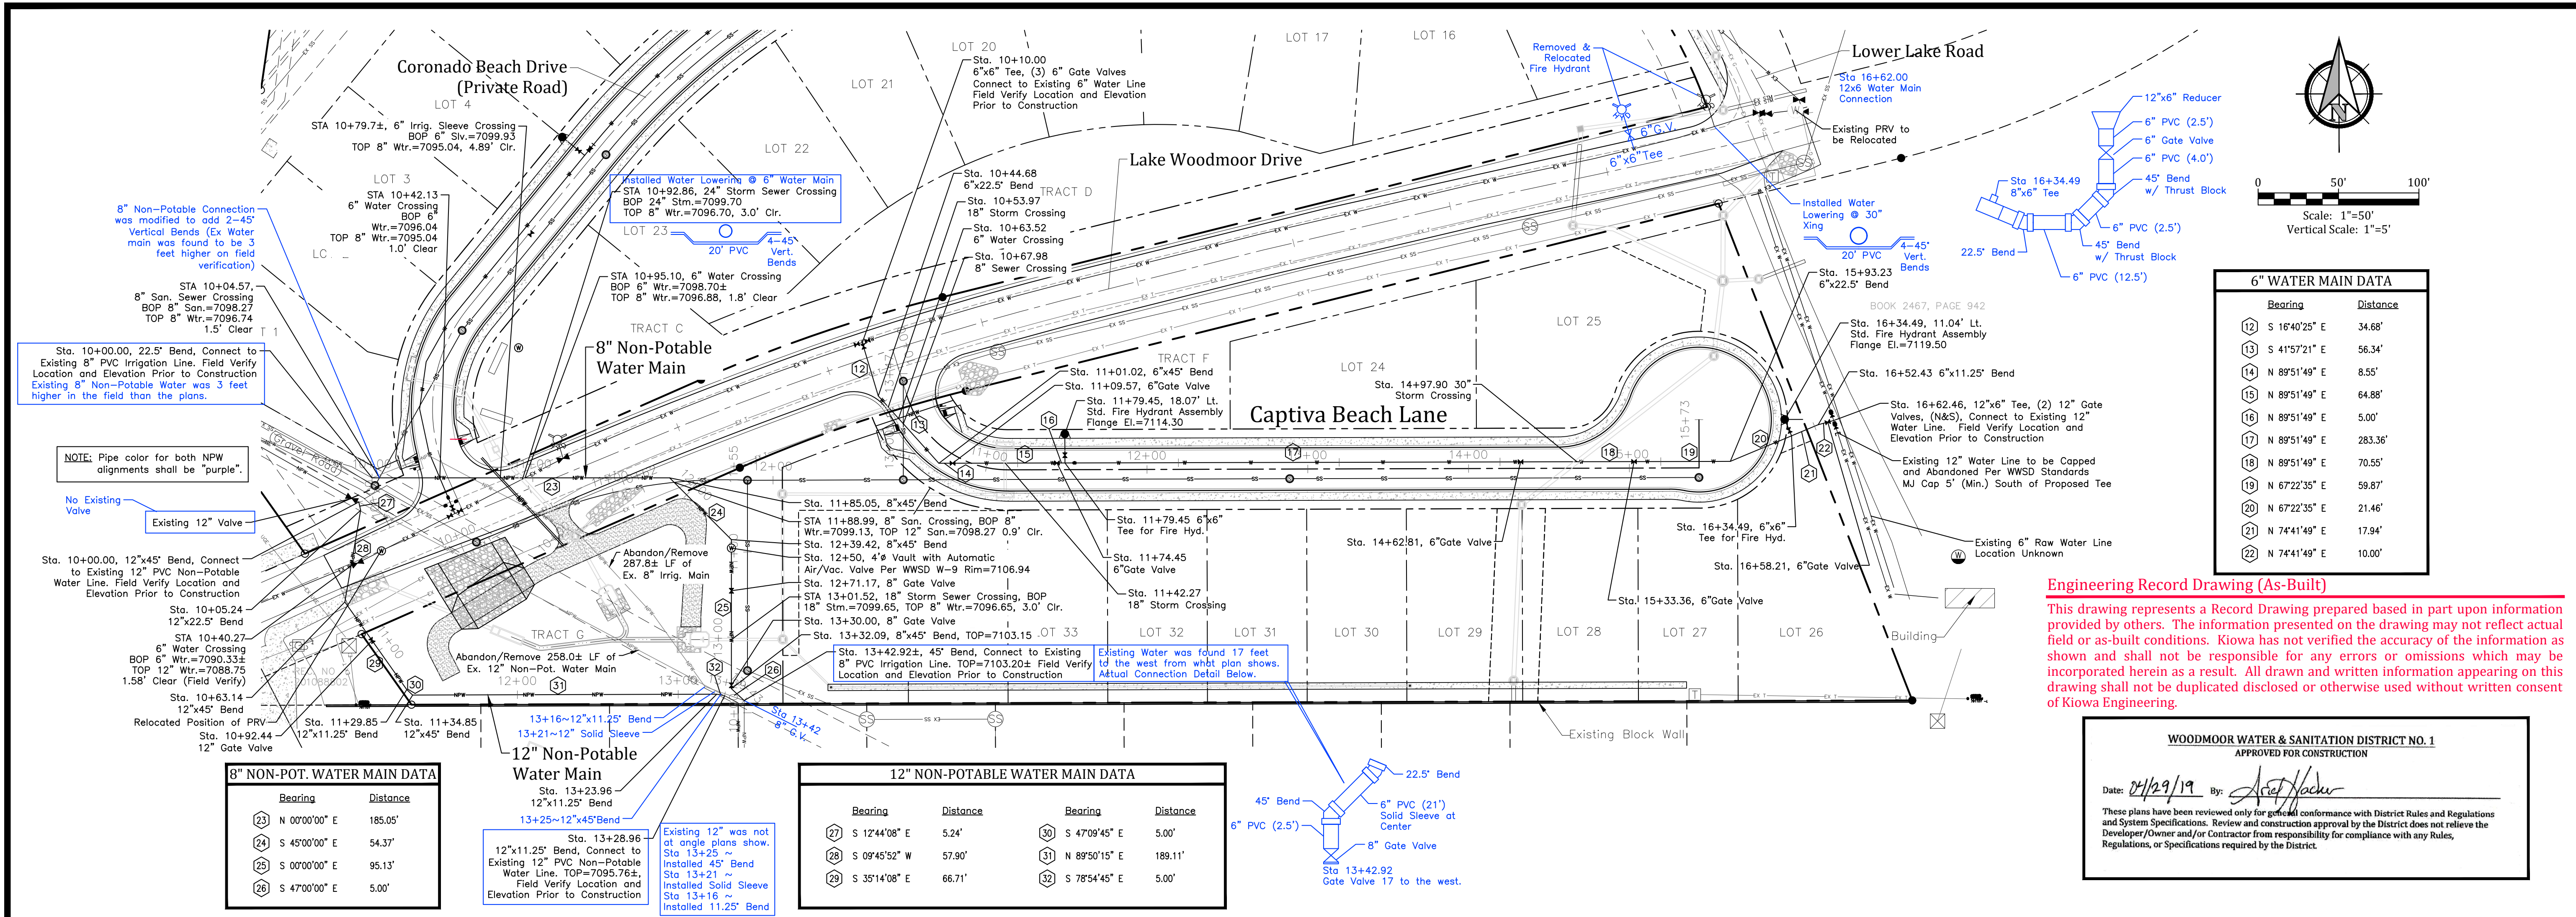 Coronado Beach Drive
(Private Road)
LOT 4
STA 10+79.7±, 6" Irrig. Sleeve Crossing
BOP 6" Slv.=7099.93
TOP 8" Wtr.=7095.04, 4.89' Clr.
LOT 3
STA 10+42.13
6" Water Crossing
BOP 6"
Wtr.=7096.04
TOP 8" Wtr.=7095.04
1.0' Clear
8" Non-Potable Connection
was modified to add 2-45°
Vertical Bends (Ex Water
main was found to be 3
feet higher on field
verification)
STA 10+04.57,
8" San. Sewer Crossing
BOP 8" San.=7098.27
TOP 8" Wtr.=7096.74
1.5' Clear
T 1
Sta. 10+00.00, 22.5° Bend, Connect to
Existing 8" PVC Irrigation Line. Field Verify
Location and Elevation Prior to Construction
Existing 8" Non-Potable Water was 3 feet
higher in the field than the plans.
(Gravel Road)
NOTE: Pipe color for both NPW
alignments shall be "purple".
No Existing
Valve
Existing 12" Valve
Sta. 10+00.00, 12"x45° Bend, Connect
to Existing 12" PVC Non-Potable
Water Line. Field Verify Location and
Elevation Prior to Construction
Sta. 10+05.24
12"x22.5° Bend
STA 10+40.27
6" Water Crossing
BOP 6" Wtr.=7090.33±
TOP 12" Wtr.=7088.75
1.58' Clear (Field Verify)
Sta. 10+63.14
12"x45° Bend
Relocated Position of PRV
Sta. 10+92.44
12" Gate Valve
Sta. 11+29.85
12"x11.25° Bend
Sta. 11+34.85
12"x45° Bend
LOT 20
LOT 21
LOT 22
LOT 17
LOT 16
Installed Water Lowering @ 6" Water Main
STA 10+92.86, 24" Storm Sewer Crossing
BOP 24" Stm.=7099.70
TOP 8" Wtr.=7096.70, 3.0' Clr.
LOT 23
20' PVC
4-45°
Vert.
Bends
STA 10+95.10, 6" Water Crossing
BOP 6" Wtr.=7098.70±
TOP 8" Wtr.=7096.88, 1.8' Clear
TRACT C
8" Non-Potable
Water Main
Sta. 10+10.00
6"x6" Tee, (3) 6" Gate Valves
Connect to Existing 6" Water Line
Field Verify Location and Elevation
Prior to Construction
Lake Woodmoor Drive
Sta. 10+44.68
6"x22.5° Bend
TRACT D
Sta. 10+53.97
18" Storm Crossing
Sta. 10+63.52
6" Water Crossing
Sta. 10+67.98
8" Sewer Crossing
Removed &
Relocated
Fire Hydrant
6"G.V.
6"x6"Tee
Lower Lake Road
Sta 16+62.00
12x6 Water Main
Connection
Existing PRV to
be Relocated
Installed Water
Lowering @ 30"
Xing
20' PVC
4-45°
Vert.
Bends
Sta. 15+93.23
6"x22.5° Bend
BOOK 2467, PAGE 942
Sta. 16+34.49, 11.04' Lt.
Std. Fire Hydrant Assembly
Flange El.=7119.50
Sta. 16+52.43 6"x11.25° Bend
Sta. 16+62.46, 12"x6" Tee, (2) 12" Gate
Valves, (N&S), Connect to Existing 12"
Water Line. Field Verify Location and
Elevation Prior to Construction
Existing 12" Water Line to be Capped
and Abandoned Per WWSD Standards
MJ Cap 5' (Min.) South of Proposed Tee
Existing 6" Raw Water Line
Location Unknown
Building
12"x6" Reducer
6" PVC (2.5')
6" Gate Valve
6" PVC (4.0')
45° Bend
w/ Thrust Block
Sta 16+34.49
8"x6" Tee
6" PVC (2.5')
45° Bend
w/ Thrust Block
22.5° Bend
6" PVC (12.5')
N
0 50' 100'
Scale: 1"=50'
Vertical Scale: 1"=5'
6" WATER MAIN DATA
Bearing Distance
12 S 16°40'25" E 34.68'
13 S 41°57'21" E 56.34'
14 N 89°51'49" E 8.55'
15 N 89°51'49" E 64.88'
16 N 89°51'49" E 5.00'
17 N 89°51'49" E 283.36'
18 N 89°51'49" E 70.55'
19 N 67°22'35" E 59.87'
20 N 67°22'35" E 21.46'
21 N 74°41'49" E 17.94'
22 N 74°41'49" E 10.00'
TRACT F
LOT 24
LOT 25
Captiva Beach Lane
Sta. 11+01.02, 6"x45° Bend
Sta. 11+09.57, 6"Gate Valve
Sta. 11+79.45, 18.07' Lt.
Std. Fire Hydrant Assembly
Flange El.=7114.30
Sta. 14+97.90 30"
Storm Crossing
Sta. 11+85.05, 8"x45° Bend
STA 11+88.99, 8" San. Crossing, BOP 8"
Wtr.=7099.13, TOP 12" San.=7098.27 0.9' Clr.
Sta. 12+39.42, 8"x45° Bend
Sta. 12+50, 4'ø Vault with Automatic
Air/Vac. Valve Per WWSD W-9 Rim=7106.94
Sta. 12+71.17, 8" Gate Valve
STA 13+01.52, 18" Storm Sewer Crossing, BOP
18" Stm.=7099.65, TOP 8" Wtr.=7096.65, 3.0' Clr.
Sta. 13+30.00, 8" Gate Valve
Sta. 13+32.09, 8"x45° Bend, TOP=7103.15
Sta. 13+42.92±, 45° Bend, Connect to Existing
8" PVC Irrigation Line. TOP=7103.20± Field Verify
Location and Elevation Prior to Construction
Existing Water was found 17 feet
to the west from what plan shows.
Actual Connection Detail Below.
Sta. 11+79.45 6"x6"
Tee for Fire Hyd.
Sta. 11+74.45
6"Gate Valve
Sta. 11+42.27
18" Storm Crossing
Sta. 14+62.81, 6"Gate Valve
Sta. 16+34.49, 6"x6"
Tee for Fire Hyd.
Sta. 16+58.21, 6"Gate Valve
Sta. 15+33.36, 6"Gate Valve
LOT 33
LOT 32
LOT 31
LOT 30
LOT 29
LOT 28
LOT 27
LOT 26
Existing Block Wall
Abandon/Remove
287.8± LF of
Ex. 8" Irrig. Main
TRACT G
Abandon/Remove 258.0± LF of
Ex. 12" Non-Pot. Water Main
13+16~12"x11.25° Bend
13+21~12" Solid Sleeve
Sta 13+42
8" G.V.
12" Non-Potable
Water Main
Sta. 13+23.96
12"x11.25° Bend
13+25~12"x45°Bend
Sta. 13+28.96
12"x11.25° Bend, Connect to
Existing 12" PVC Non-Potable
Water Line. TOP=7095.76±,
Field Verify Location and
Elevation Prior to Construction
Existing 12" was not
at angle plans show.
Sta 13+25 ~
Installed 45° Bend
Sta 13+21 ~
Installed Solid Sleeve
Sta 13+16 ~
Installed 11.25° Bend
8" NON-POT. WATER MAIN DATA
Bearing Distance
23 N 00°00'00" E 185.05'
24 S 45°00'00" E 54.37'
25 S 00°00'00" E 95.13'
26 S 47°00'00" E 5.00'
12" NON-POTABLE WATER MAIN DATA
Bearing Distance Bearing Distance
27 S 12°44'08" E 5.24' 30 S 47°09'45" E 5.00'
28 S 09°45'52" W 57.90' 31 N 89°50'15" E 189.11'
29 S 35°14'08" E 66.71' 32 S 78°54'45" E 5.00'
22.5° Bend
45° Bend
6" PVC (21')
Solid Sleeve at
Center
6" PVC (2.5')
8" Gate Valve
Sta 13+42.92
Gate Valve 17 to the west.
Engineering Record Drawing (As-Built)
This drawing represents a Record Drawing prepared based in part upon information
provided by others. The information presented on the drawing may not reflect actual
field or as-built conditions. Kiowa has not verified the accuracy of the information as
shown and shall not be responsible for any errors or omissions which may be
incorporated herein as a result. All drawn and written information appearing on this
drawing shall not be duplicated disclosed or otherwise used without written consent
of Kiowa Engineering.
WOODMOOR WATER & SANITATION DISTRICT NO. 1
APPROVED FOR CONSTRUCTION
Date: 04/29/19 By: Ariel Hacker
These plans have been reviewed only for general conformance with District Rules and Regulations
and System Specifications. Review and construction approval by the District does not relieve the
Developer/Owner and/or Contractor from responsibility for compliance with any Rules,
Regulations, or Specifications required by the District.